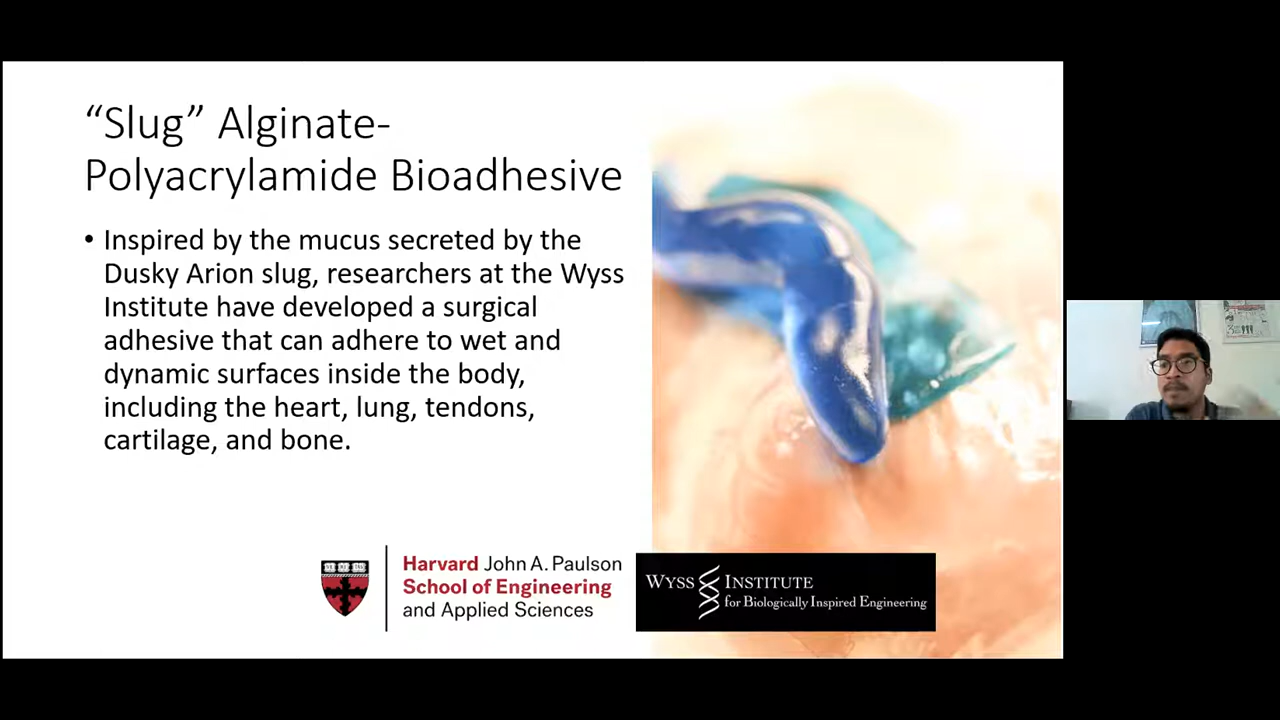 “Slug” Alginate-
Polyacrylamide Bioadhesive
• Inspired by the mucus secreted by the
Dusky Arion slug, researchers at the Wyss
Institute have developed a surgical
adhesive that can adhere to wet and
dynamic surfaces inside the body,
including the heart, lung, tendons,
cartilage, and bone.
Harvard John A. Paulson
School of Engineering
and Applied Sciences
WYSS INSTITUTE
for Biologically Inspired Engineering